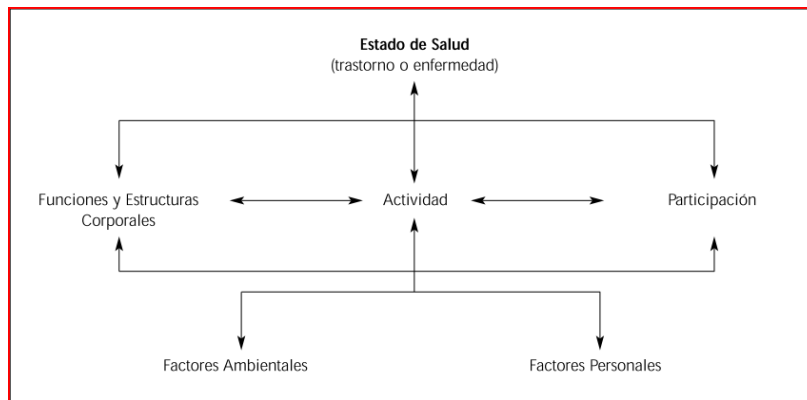 Estado de Salud
(trastorno o enfermedad)
Funciones y Estructuras
Corporales
Actividad
Participación
Factores Ambientales
Factores Personales